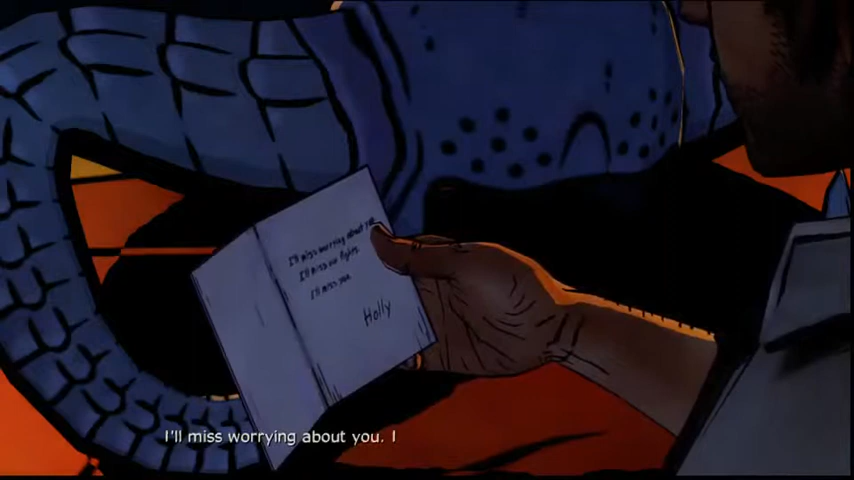 I'll miss worrying about you.
I'll miss our fights.
I'll miss you.
Holly
I'll miss worrying about you. I